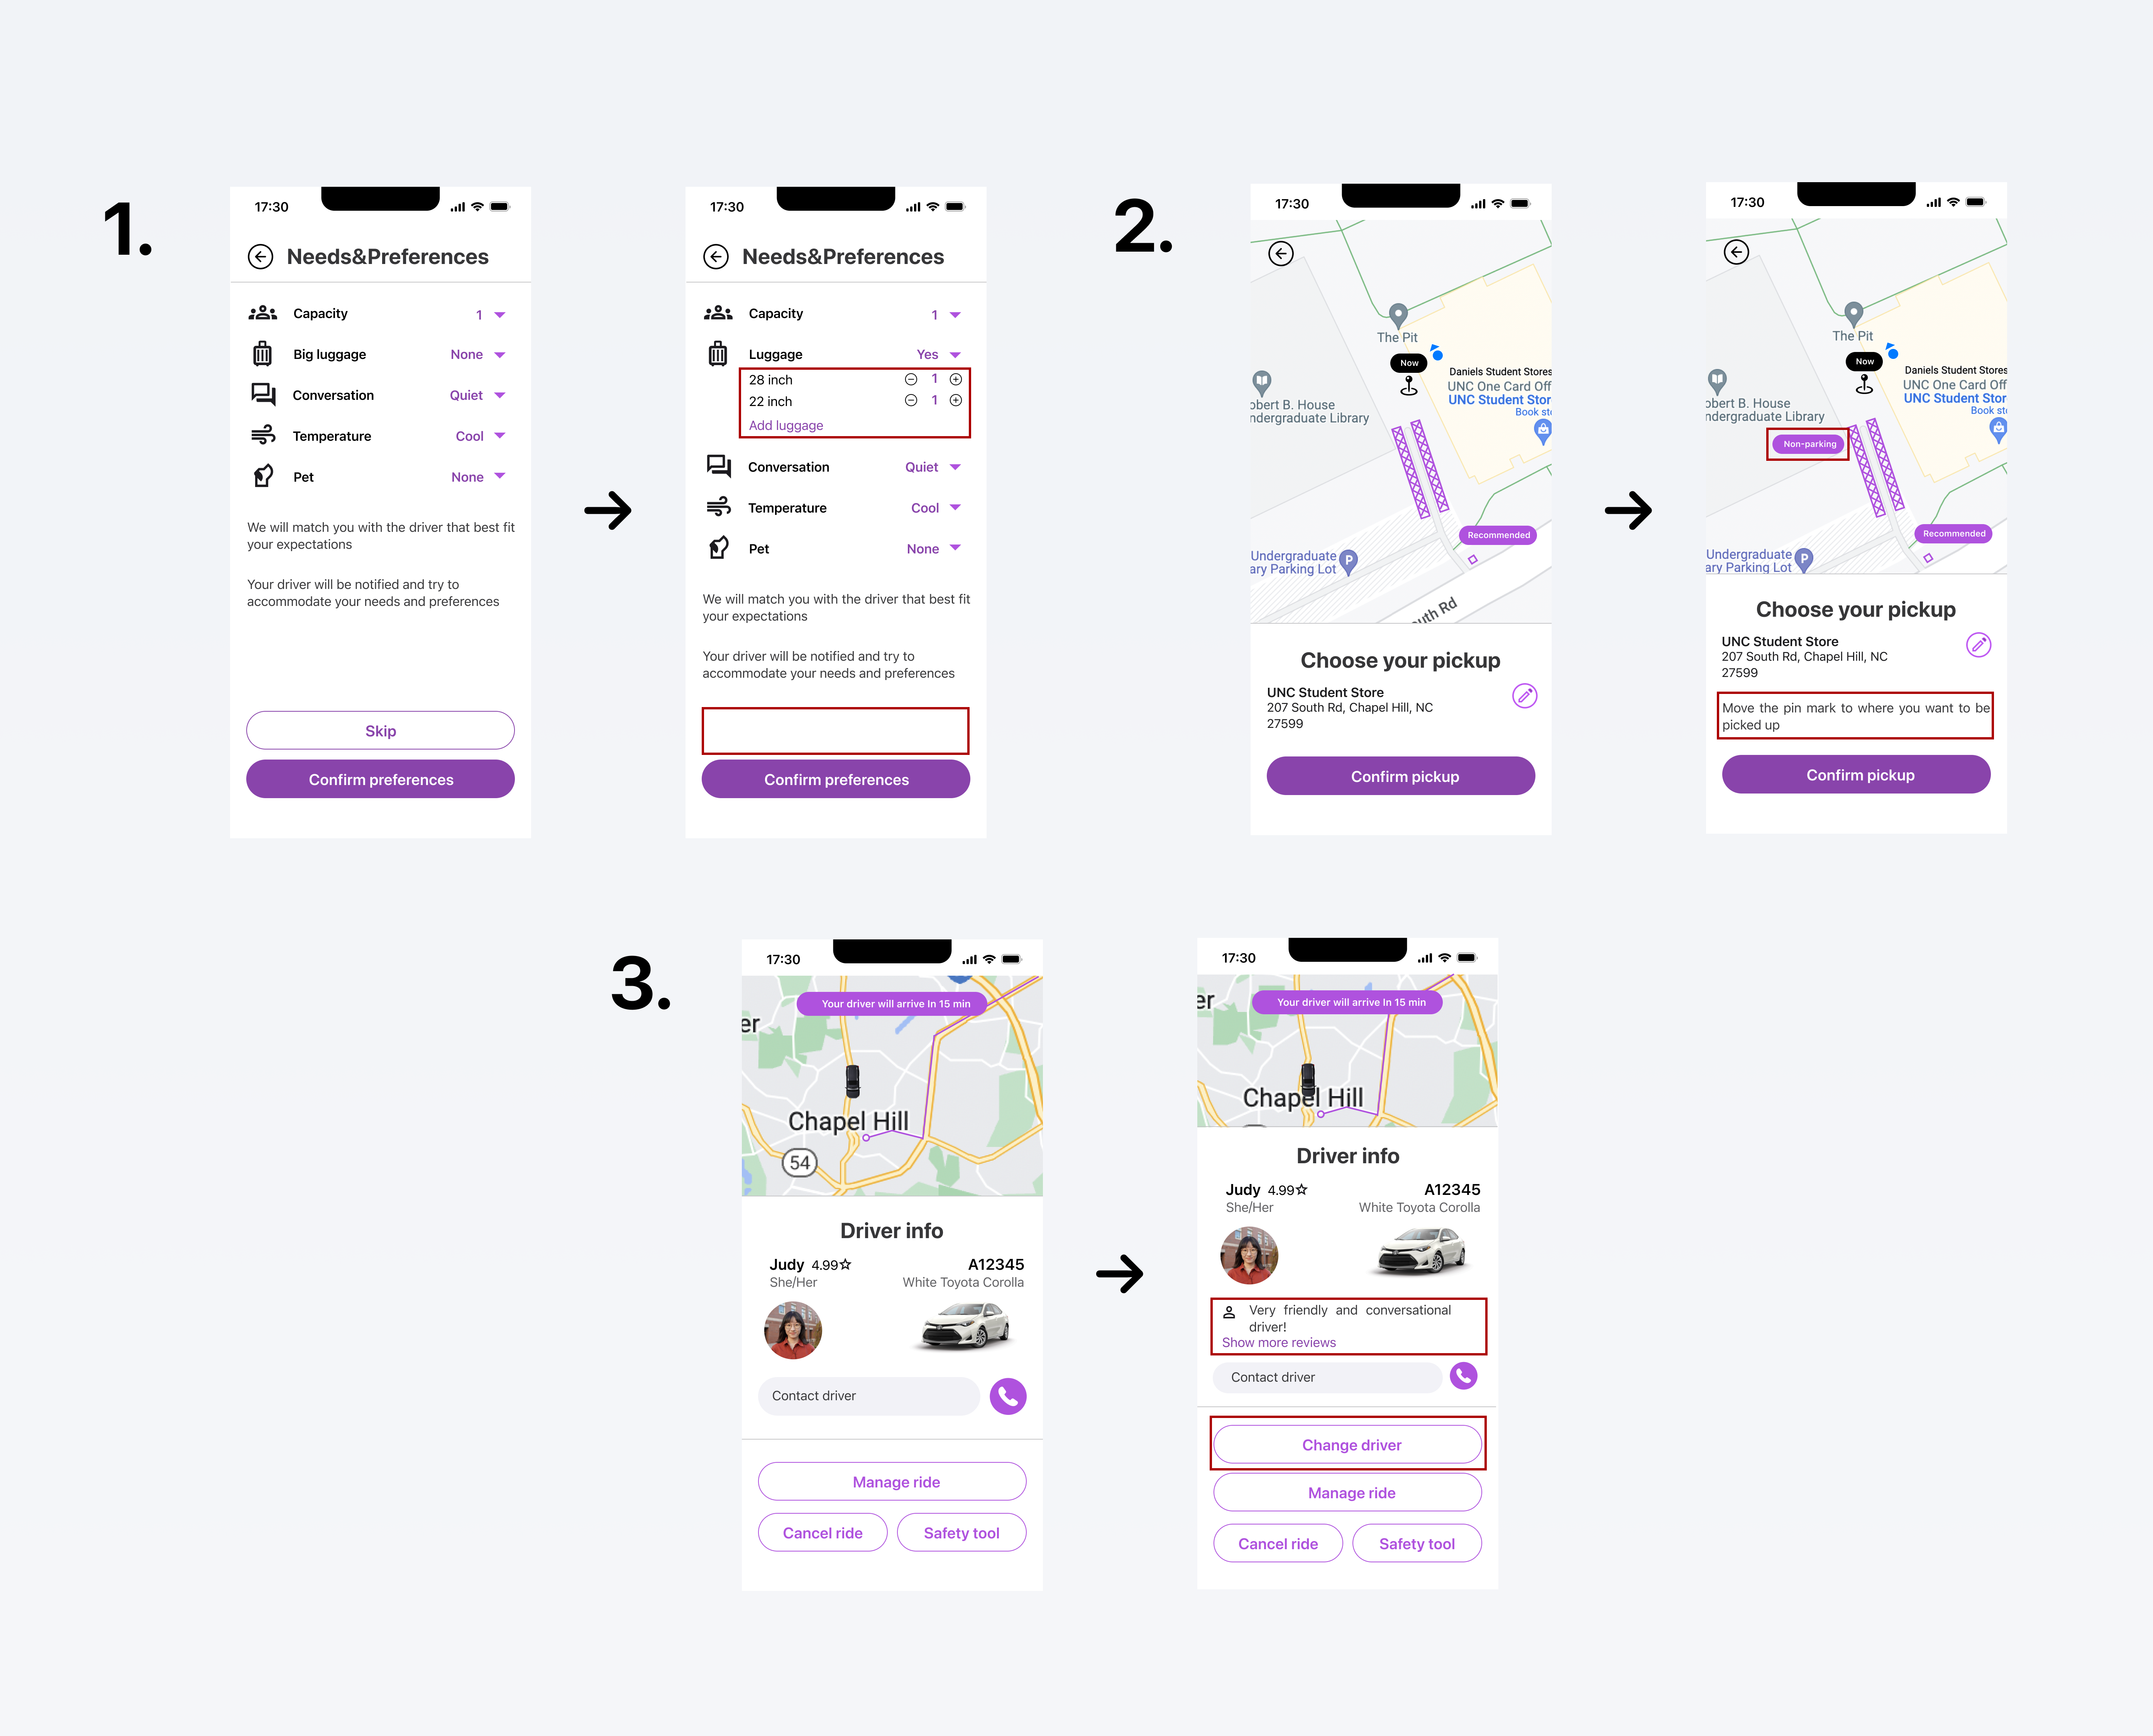 1.
17:30
Needs&Preferences
Capacity 1
Big luggage None
Conversation Quiet
Temperature Cool
Pet None
We will match you with the driver that best fit
your expectations
Your driver will be notified and try to
accommodate your needs and preferences
Skip
Confirm preferences
17:30
Needs&Preferences
Capacity 1
Luggage Yes
28 inch 1
22 inch 1
Add luggage
Conversation Quiet
Temperature Cool
Pet None
We will match you with the driver that best fit
your expectations
Your driver will be notified and try to
accommodate your needs and preferences
Confirm preferences
2.
17:30
The Pit
Now
Daniels Student Stores
UNC One Card Off
UNC Student Stor
Book sto
obert B. House
ndergraduate Library
Recommended
Undergraduate
ary Parking Lot
P
outh Rd
Choose your pickup
UNC Student Store
207 South Rd, Chapel Hill, NC
27599
Confirm pickup
17:30
The Pit
Now
Daniels Student Stores
UNC One Card Off
UNC Student Stor
Book sto
obert B. House
ndergraduate Library
Non-parking
Recommended
Undergraduate
ary Parking Lot
P
Choose your pickup
UNC Student Store
207 South Rd, Chapel Hill, NC
27599
Move the pin mark to where you want to be
picked up
Confirm pickup
3.
17:30
Your driver will arrive In 15 min
er
Chapel Hill
54
Driver info
Judy 4.99 A12345
She/Her White Toyota Corolla
Contact driver
Manage ride
Cancel ride Safety tool
17:30
Your driver will arrive In 15 min
er
Chapel Hill
Driver info
Judy 4.99 A12345
She/Her White Toyota Corolla
Very friendly and conversational
driver!
Show more reviews
Contact driver
Change driver
Manage ride
Cancel ride Safety tool